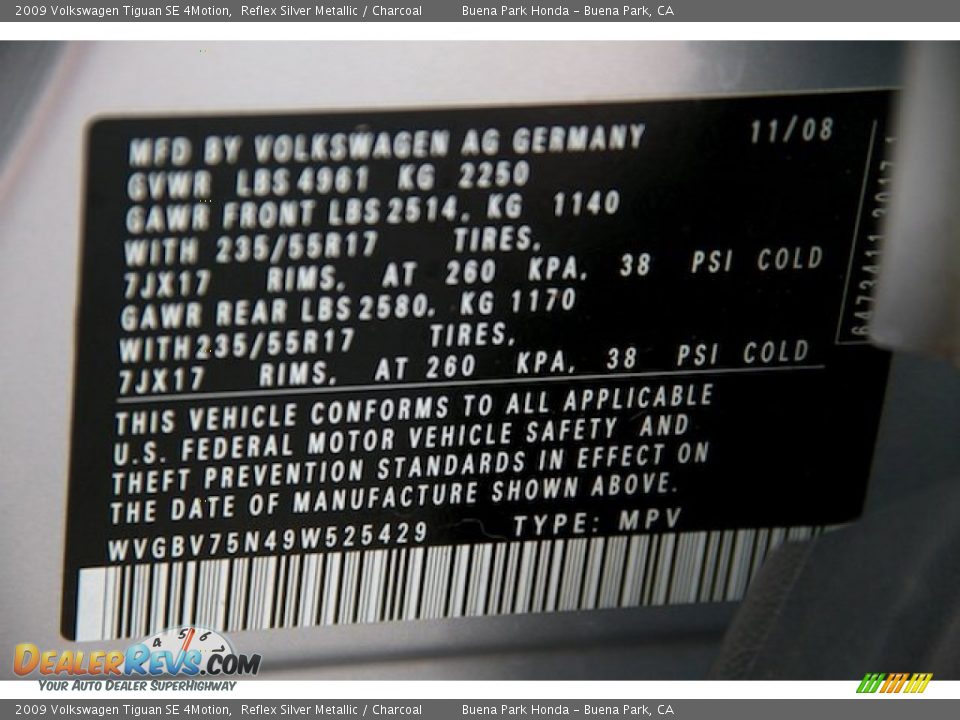 2009 Volkswagen Tiguan SE 4Motion, Reflex Silver Metallic / Charcoal Buena Park Honda - Buena Park, CA
MFD BY VOLKSWAGEN AG GERMANY 11/08
GVWR LBS 4961 KG 2250
GAWR FRONT LBS 2514. KG 1140
WITH 235/55R17 TIRES.
7JX17 RIMS. AT 260 KPA. 38 PSI COLD
GAWR REAR LBS 2580. KG 1170
WITH 235/55R17 TIRES.
7JX17 RIMS. AT 260 KPA. 38 PSI COLD
THIS VEHICLE CONFORMS TO ALL APPLICABLE
U.S. FEDERAL MOTOR VEHICLE SAFETY AND
THEFT PREVENTION STANDARDS IN EFFECT ON
THE DATE OF MANUFACTURE SHOWN ABOVE.
WVGBV75N49W525429 TYPE: MPV
4 5 6 7
DEALERREVS.COM
YOUR AUTO DEALER SUPERHIGHWAY
2009 Volkswagen Tiguan SE 4Motion, Reflex Silver Metallic / Charcoal Buena Park Honda - Buena Park, CA